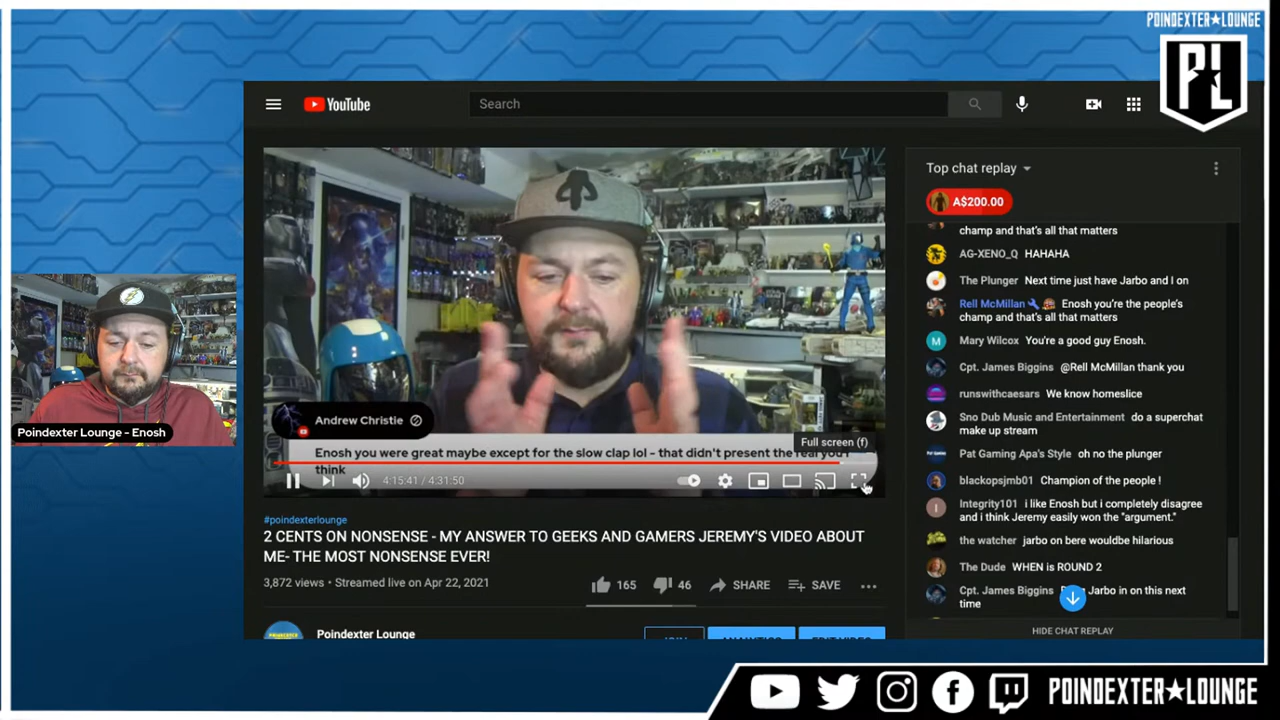 POINDEXTER★LOUNGE
PL
YouTube
Search
Top chat replay
A$200.00
champ and that's all that matters
AG-XENO_Q HAHAHA
The Plunger Next time just have Jarbo and I on
Rell McMillan Enosh you're the people's
champ and that's all that matters
M Mary Wilcox You're a good guy Enosh.
Cpt. James Biggins @Rell McMillan thank you
runswithcaesars We know homeslice
Sno Dub Music and Entertainment do a superchat
make up stream
Pat Gaming Apa's Style oh no the plunger
blackopsjmb01 Champion of the people !
I Integrity101 i like Enosh but i completely disagree
and i think Jeremy easily won the "argument."
the watcher jarbo on bere wouldbe hilarious
The Dude WHEN is ROUND 2
Cpt. James Biggins Jarbo in on this next
time
HIDE CHAT REPLAY
Andrew Christie
Full screen (f)
Enosh you were great maybe except for the slow clap lol - that didn't present the real you I
think
4:15:41 / 4:31:50
Poindexter Lounge - Enosh
#poindexterlounge
2 CENTS ON NONSENSE - MY ANSWER TO GEEKS AND GAMERS JEREMY'S VIDEO ABOUT
ME- THE MOST NONSENSE EVER!
3,872 views • Streamed live on Apr 22, 2021
165 46 SHARE SAVE
Poindexter Lounge
JOIN ANALYTICS EDIT VIDEO
POINDEXTER★LOUNGE